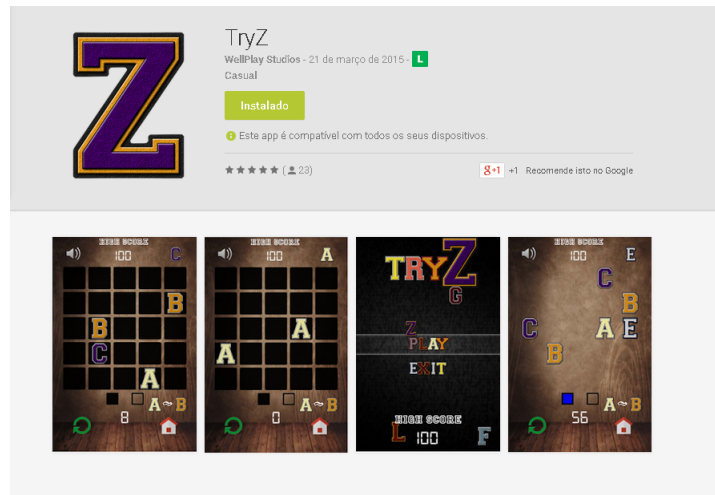 Z
TryZ
WellPlay Studios - 21 de março de 2015 - L
Casual
Instalado
Este app é compatível com todos os seus dispositivos.
(23)
g+1 +1 Recomende isto no Google
HIGH SCORE
100 C
B
B
C
A
A~B
8
HIGH SCORE
100 A
A
A
A~B
0
TRYZ
G
Z
PLAY
EXIT
HIGH SCORE
L 100 F
HIGH SCORE
100 E
C
B
C A E
B
A~B
56